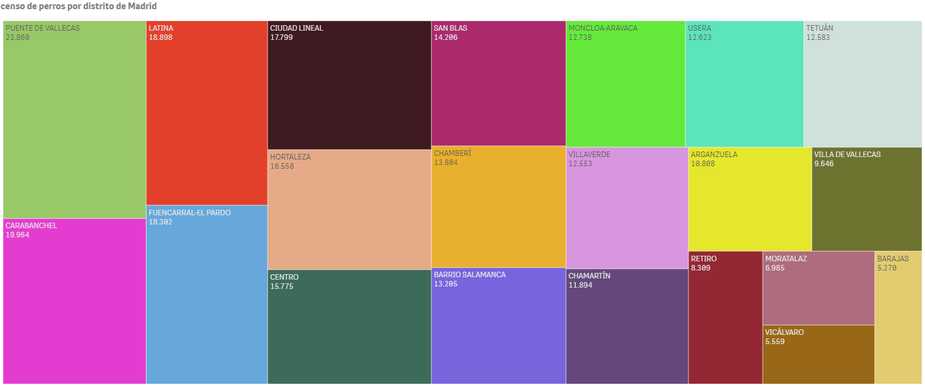 censo de perros por distrito de Madrid
PUENTE DE VALLECAS
23.860
LATINA
18.898
CIUDAD LINEAL
17.799
SAN BLAS
14.206
MONCLOA-ARAVACA
12.738
USERA
12.623
TETUÁN
12.583
HORTALEZA
16.558
CHAMBERÍ
13.804
VILLAVERDE
12.553
ARGANZUELA
10.808
VILLA DE VALLECAS
9.646
CARABANCHEL
19.964
FUENCARRAL-EL PARDO
18.302
CENTRO
15.775
BARRIO SALAMANCA
13.205
CHAMARTÍN
11.894
RETIRO
8.309
MORATALAZ
6.985
BARAJAS
5.270
VICÁLVARO
5.559